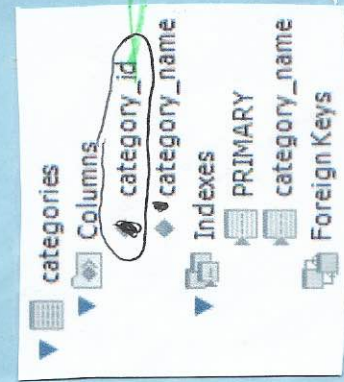 categories
Columns
category_id
category_name
Indexes
PRIMARY
category_name
Foreign Keys